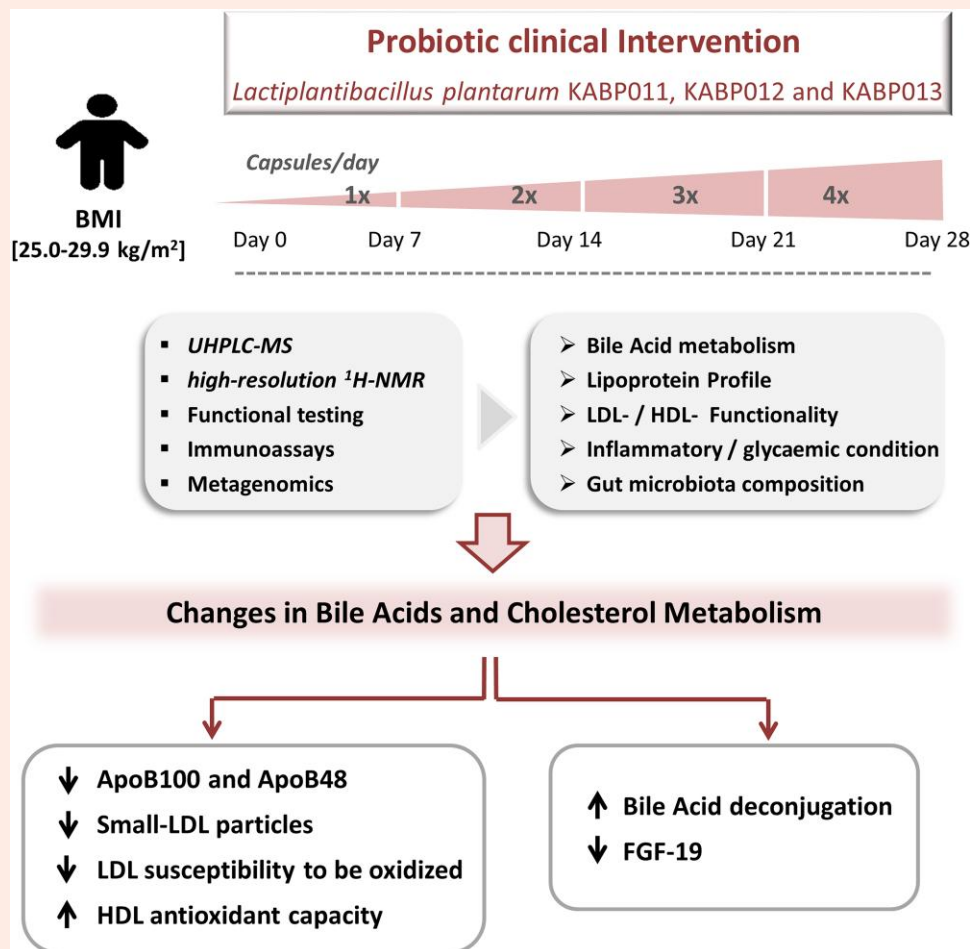 Probiotic clinical Intervention
Lactiplantibacillus plantarum KABP011, KABP012 and KABP013
BMI
[25.0-29.9 kg/m²]
Capsules/day
1x 2x 3x 4x
Day 0 Day 7 Day 14 Day 21 Day 28
▪ UHPLC-MS
▪ high-resolution ¹H-NMR
▪ Functional testing
▪ Immunoassays
▪ Metagenomics
➢ Bile Acid metabolism
➢ Lipoprotein Profile
➢ LDL- / HDL- Functionality
➢ Inflammatory / glycaemic condition
➢ Gut microbiota composition
Changes in Bile Acids and Cholesterol Metabolism
↓ ApoB100 and ApoB48
↓ Small-LDL particles
↓ LDL susceptibility to be oxidized
↑ HDL antioxidant capacity
↑ Bile Acid deconjugation
↓ FGF-19